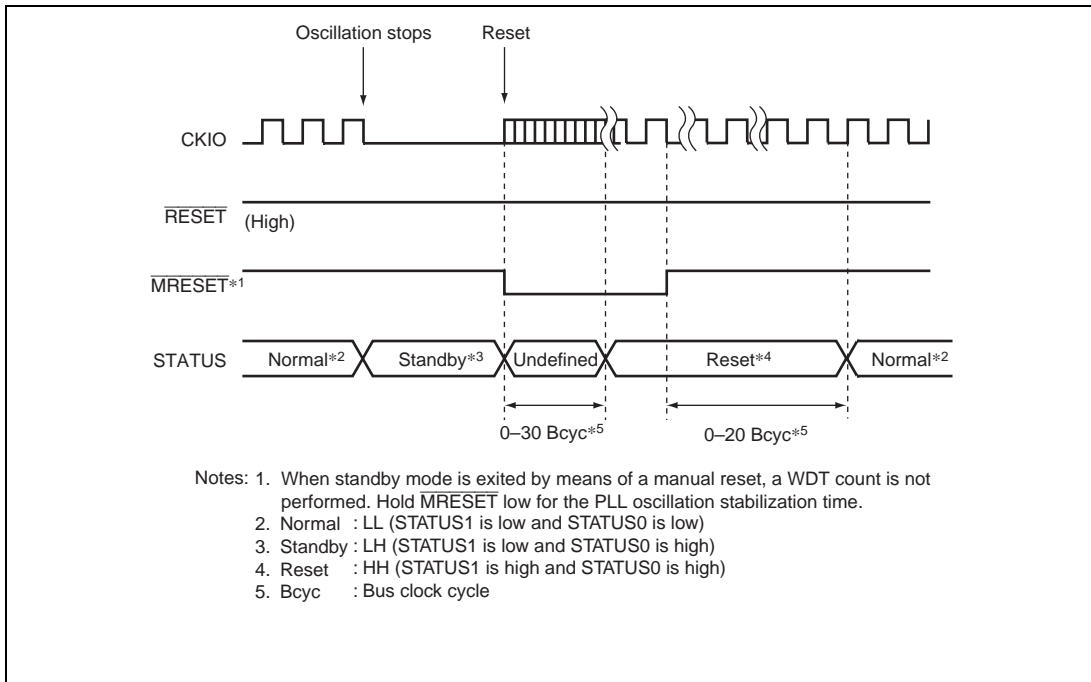 Oscillation stops Reset
CKIO
RESET (High)
MRESET*1
STATUS Normal*2 Standby*3 Undefined Reset*4 Normal*2
0–30 Bcyc*5 0–20 Bcyc*5
Notes: 1. When standby mode is exited by means of a manual reset, a WDT count is not
performed. Hold MRESET low for the PLL oscillation stabilization time.
2. Normal : LL (STATUS1 is low and STATUS0 is low)
3. Standby : LH (STATUS1 is low and STATUS0 is high)
4. Reset : HH (STATUS1 is high and STATUS0 is high)
5. Bcyc : Bus clock cycle